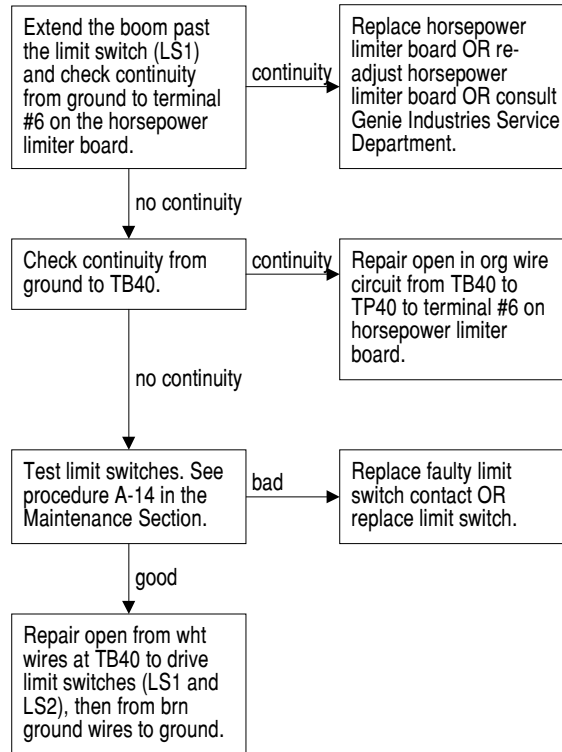 Extend the boom past
the limit switch (LS1)
and check continuity
from ground to terminal
#6 on the horsepower
limiter board.
continuity
Replace horsepower
limiter board OR re-
adjust horsepower
limiter board OR consult
Genie Industries Service
Department.
no continuity
Check continuity from
ground to TB40.
continuity
Repair open in org wire
circuit from TB40 to
TP40 to terminal #6 on
horsepower limiter
board.
no continuity
Test limit switches. See
procedure A-14 in the
Maintenance Section.
bad
Replace faulty limit
switch contact OR
replace limit switch.
good
Repair open from wht
wires at TB40 to drive
limit switches (LS1 and
LS2), then from brn
ground wires to ground.